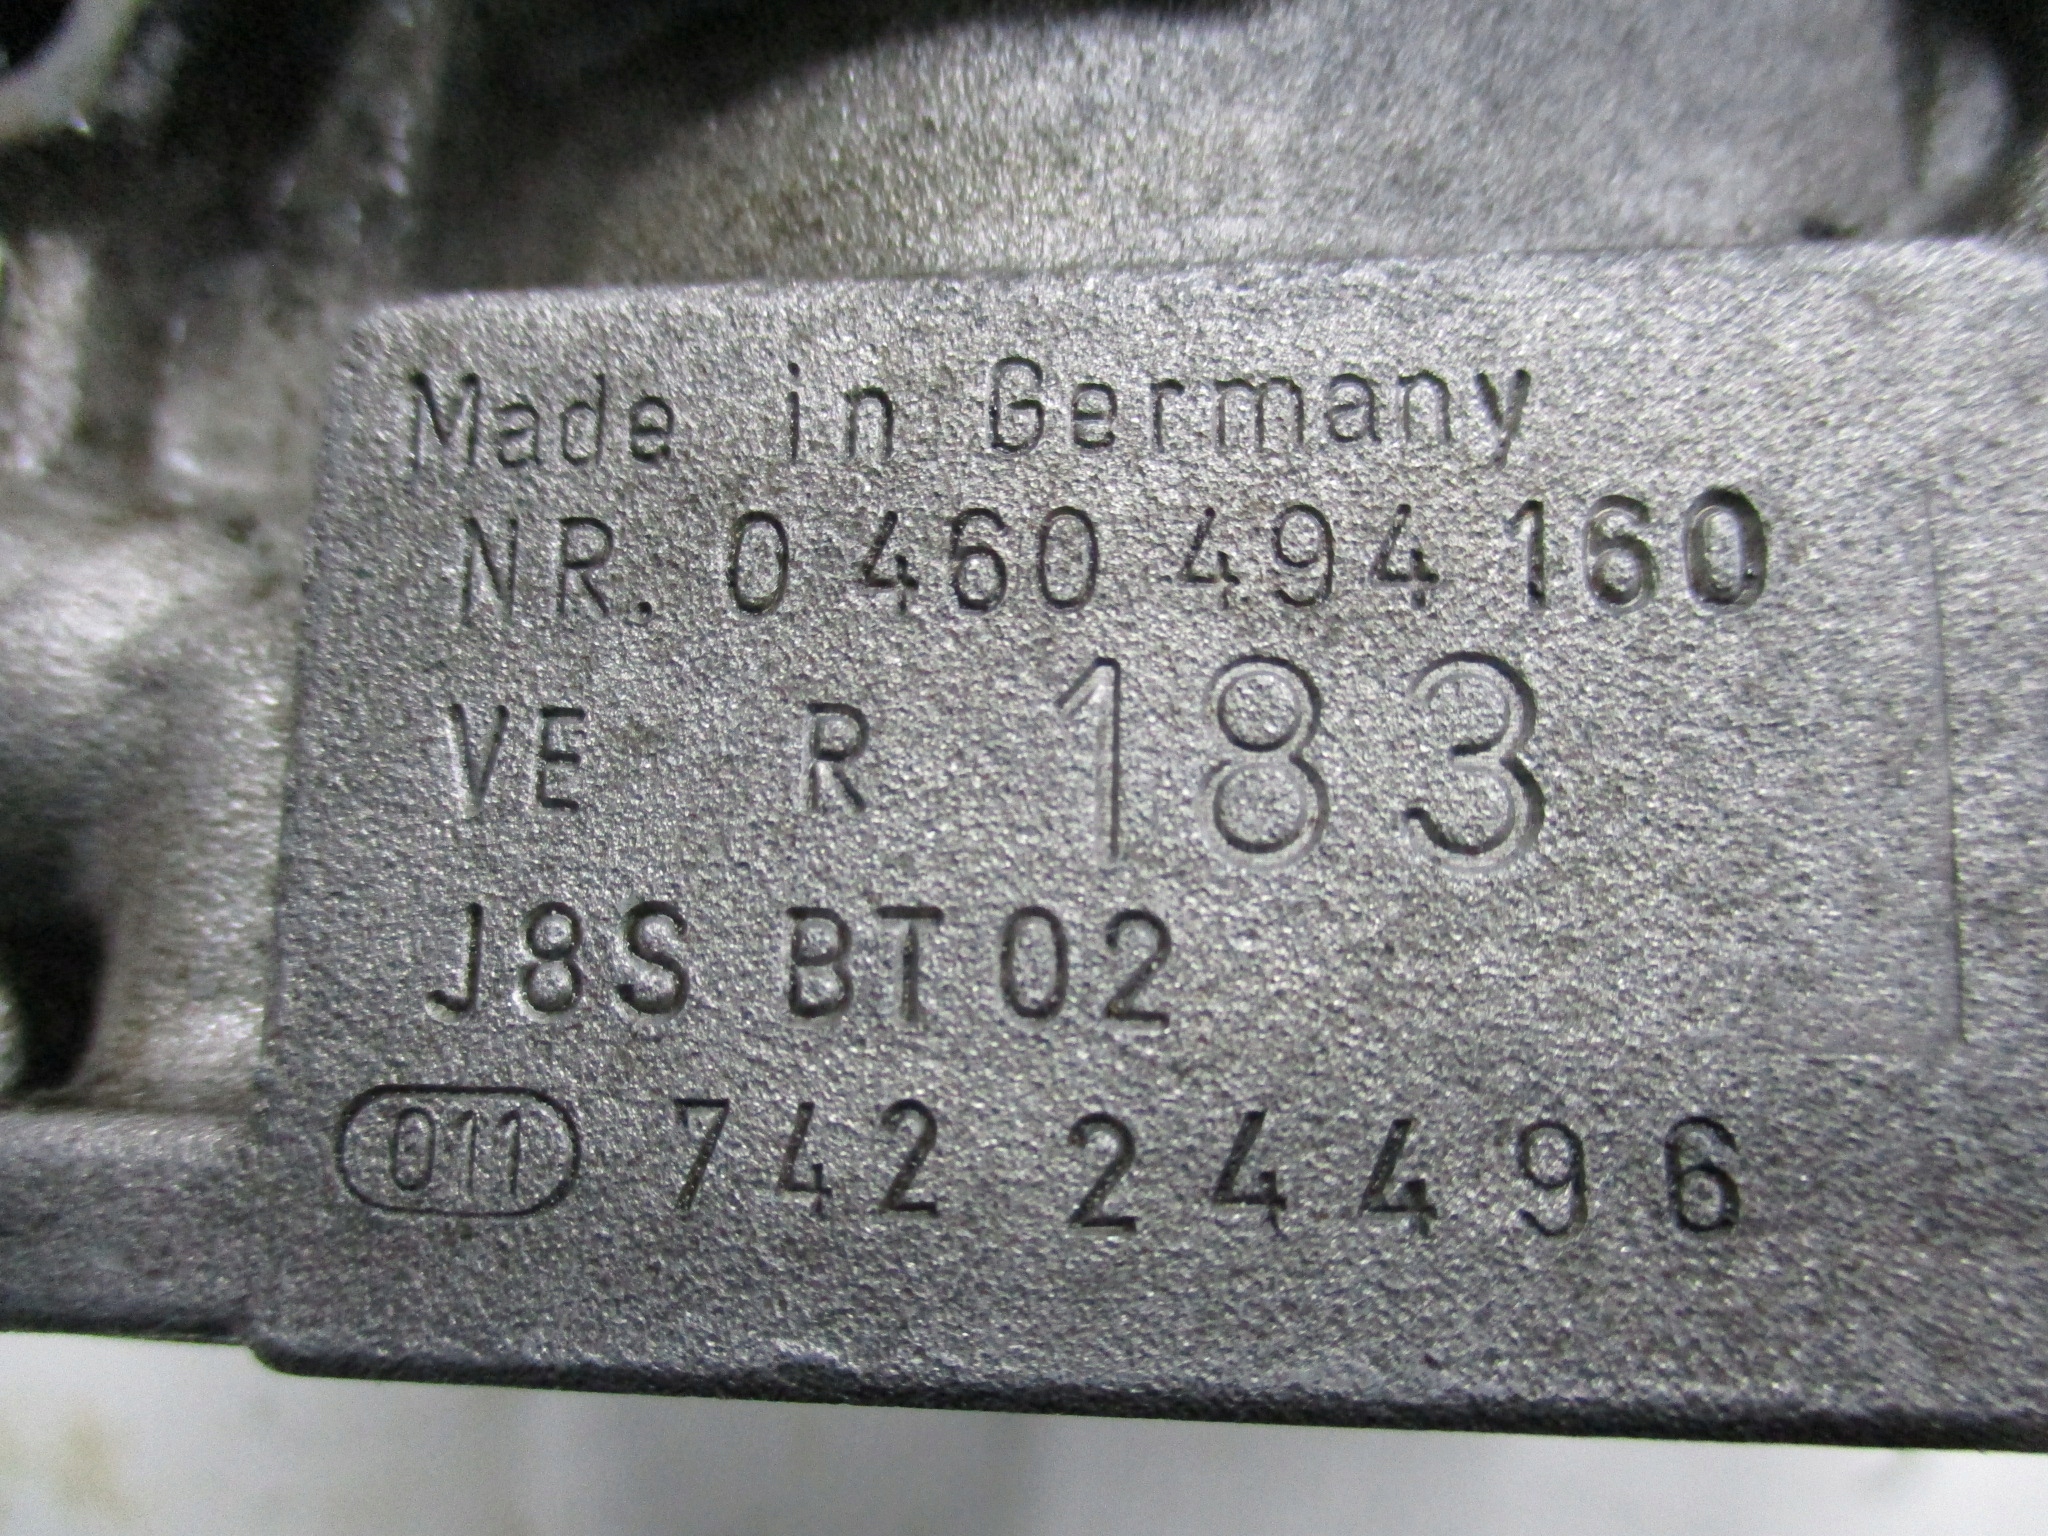 Made in Germany
NR. 0 460 494 160
VE R 183
J8S BT02
011 742 24496